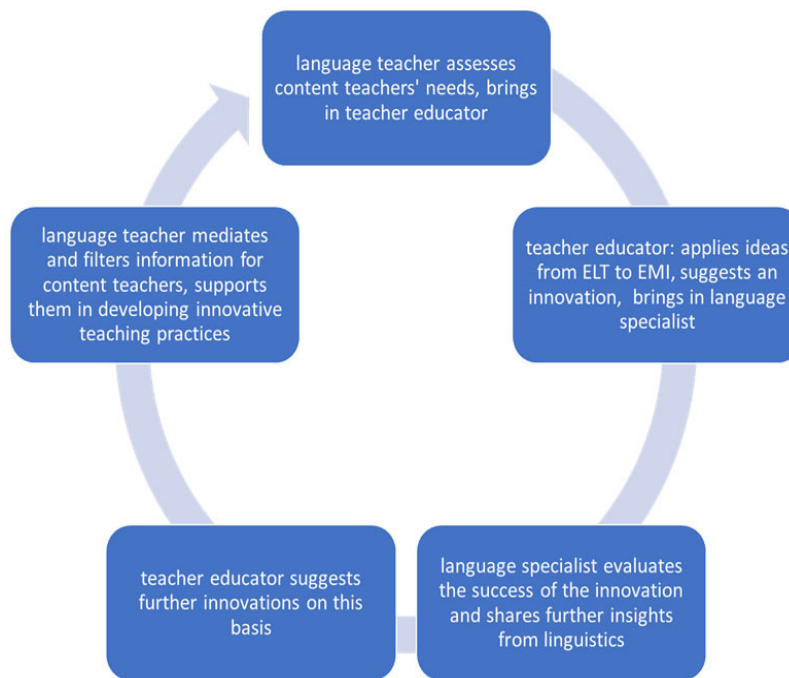 language teacher assesses
content teachers' needs, brings
in teacher educator
teacher educator: applies ideas
from ELT to EMI, suggests an
innovation,  brings in language
specialist
language specialist evaluates
the success of the innovation
and shares further insights
from linguistics
teacher educator suggests
further innovations on this
basis
language teacher mediates
and filters information for
content teachers, supports
them in developing innovative
teaching practices